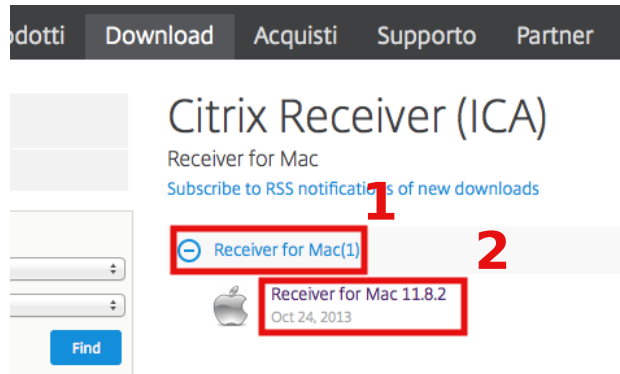 dotti Download Acquisti Supporto Partner
Citrix Receiver (ICA)
Receiver for Mac
Subscribe to RSS notifications of new downloads
1
Receiver for Mac(1)
2
Receiver for Mac 11.8.2
Oct 24, 2013
Find